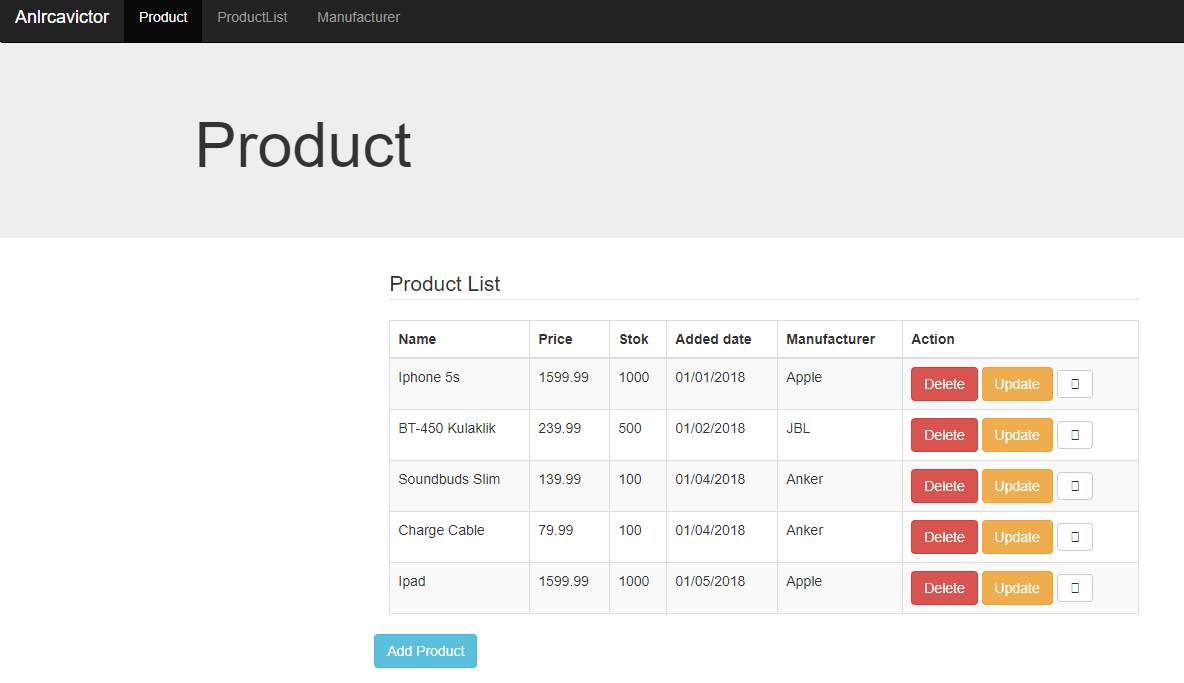 Anlrcavictor Product ProductList Manufacturer
Product
Product List
Name Price Stok Added date Manufacturer Action
Iphone 5s 1599.99 1000 01/01/2018 Apple Delete Update
BT-450 Kulaklik 239.99 500 01/02/2018 JBL Delete Update
Soundbuds Slim 139.99 100 01/04/2018 Anker Delete Update
Charge Cable 79.99 100 01/04/2018 Anker Delete Update
Ipad 1599.99 1000 01/05/2018 Apple Delete Update
Add Product